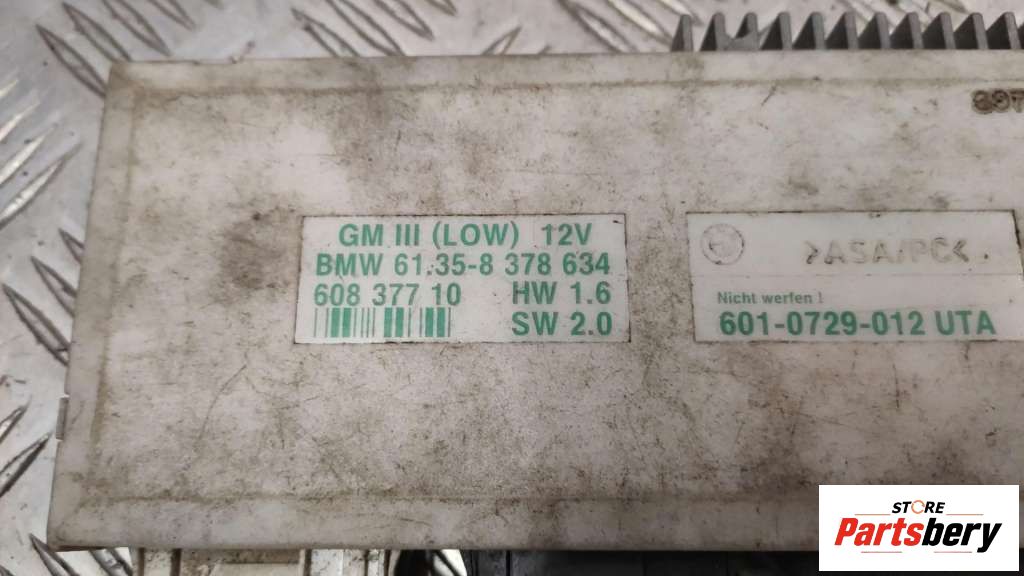 GM III (LOW) 12V
BMW 61.35-8 378 634
608 377 10 HW 1.6
SW 2.0
>ASA/PC<
Nicht werfen !
601-0729-012 UTA
STORE
Partsbery